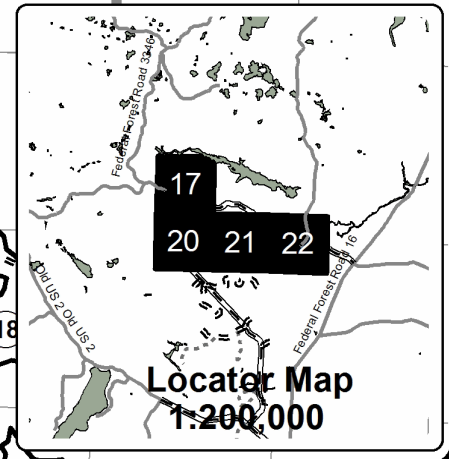 Federal Forest Road 3346
17
20 21 22
Federal Forest Road 16
Old US 2 Old US 2
18
Locator Map
1:200,000